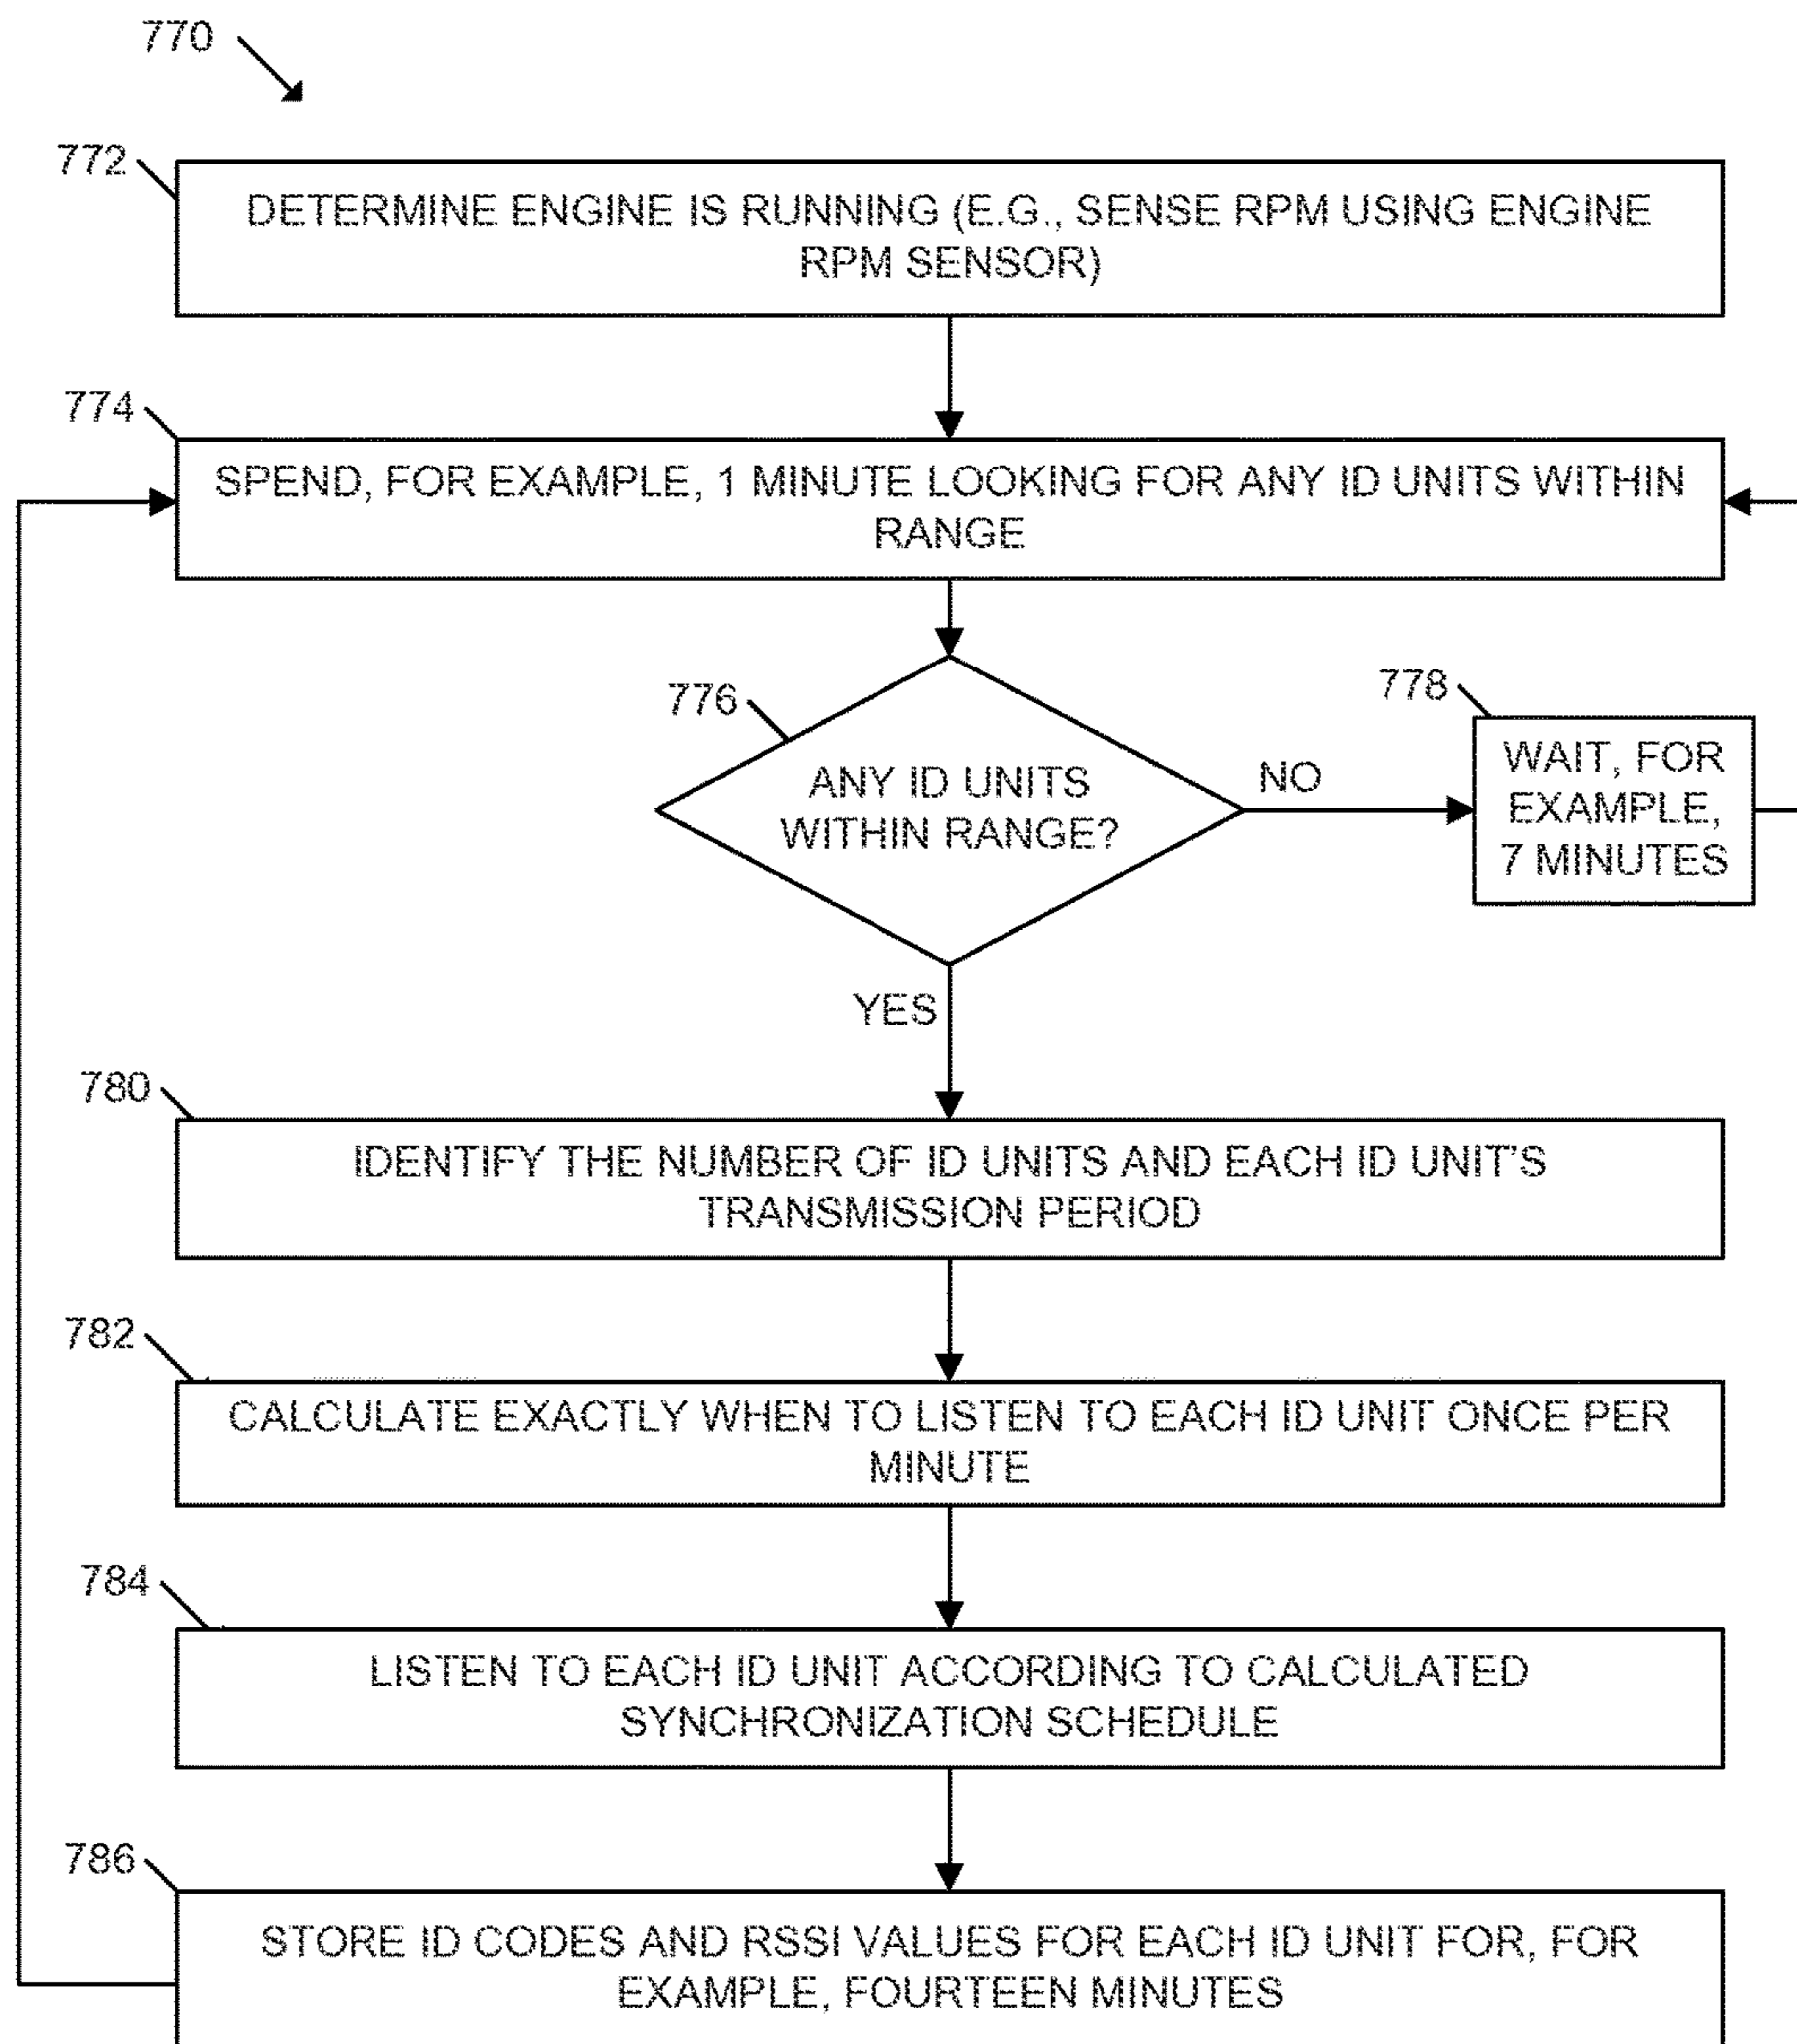 770
772
DETERMINE ENGINE IS RUNNING (E.G., SENSE RPM USING ENGINE
RPM SENSOR)
774
SPEND, FOR EXAMPLE, 1 MINUTE LOOKING FOR ANY ID UNITS WITHIN
RANGE
776
ANY ID UNITS
WITHIN RANGE?
NO
778
WAIT, FOR
EXAMPLE,
7 MINUTES
YES
780
IDENTIFY THE NUMBER OF ID UNITS AND EACH ID UNIT'S
TRANSMISSION PERIOD
782
CALCULATE EXACTLY WHEN TO LISTEN TO EACH ID UNIT ONCE PER
MINUTE
784
LISTEN TO EACH ID UNIT ACCORDING TO CALCULATED
SYNCHRONIZATION SCHEDULE
786
STORE ID CODES AND RSSI VALUES FOR EACH ID UNIT FOR, FOR
EXAMPLE, FOURTEEN MINUTES